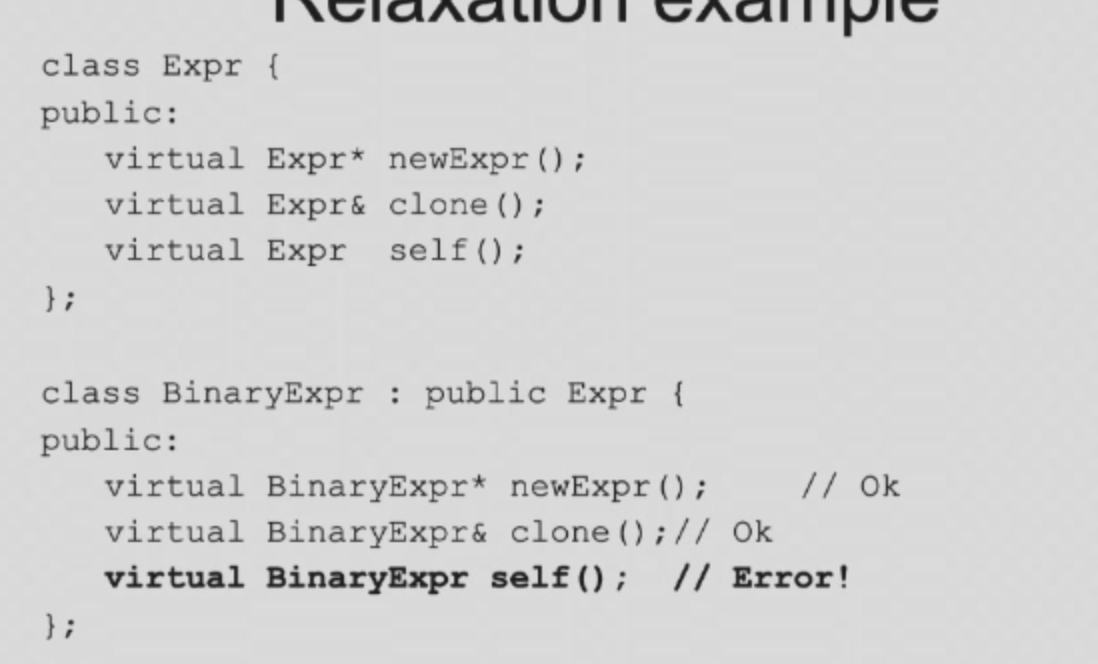 Relaxation example
class Expr {
public:
virtual Expr* newExpr();
virtual Expr& clone();
virtual Expr self();
};
class BinaryExpr : public Expr {
public:
virtual BinaryExpr* newExpr(); // Ok
virtual BinaryExpr& clone();// Ok
virtual BinaryExpr self(); // Error!
};